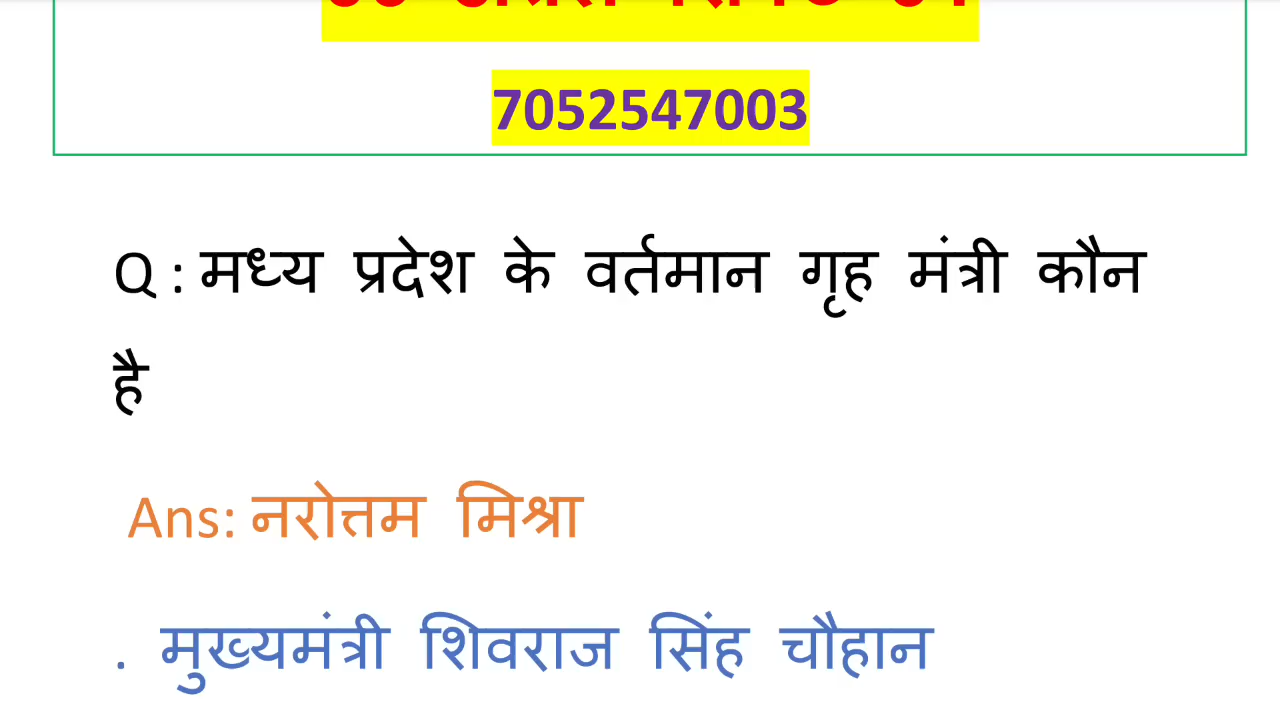 7052547003
Q : मध्य प्रदेश के वर्तमान गृह मंत्री कौन
है
Ans: नरोत्तम मिश्रा
. मुख्यमंत्री शिवराज सिंह चौहान